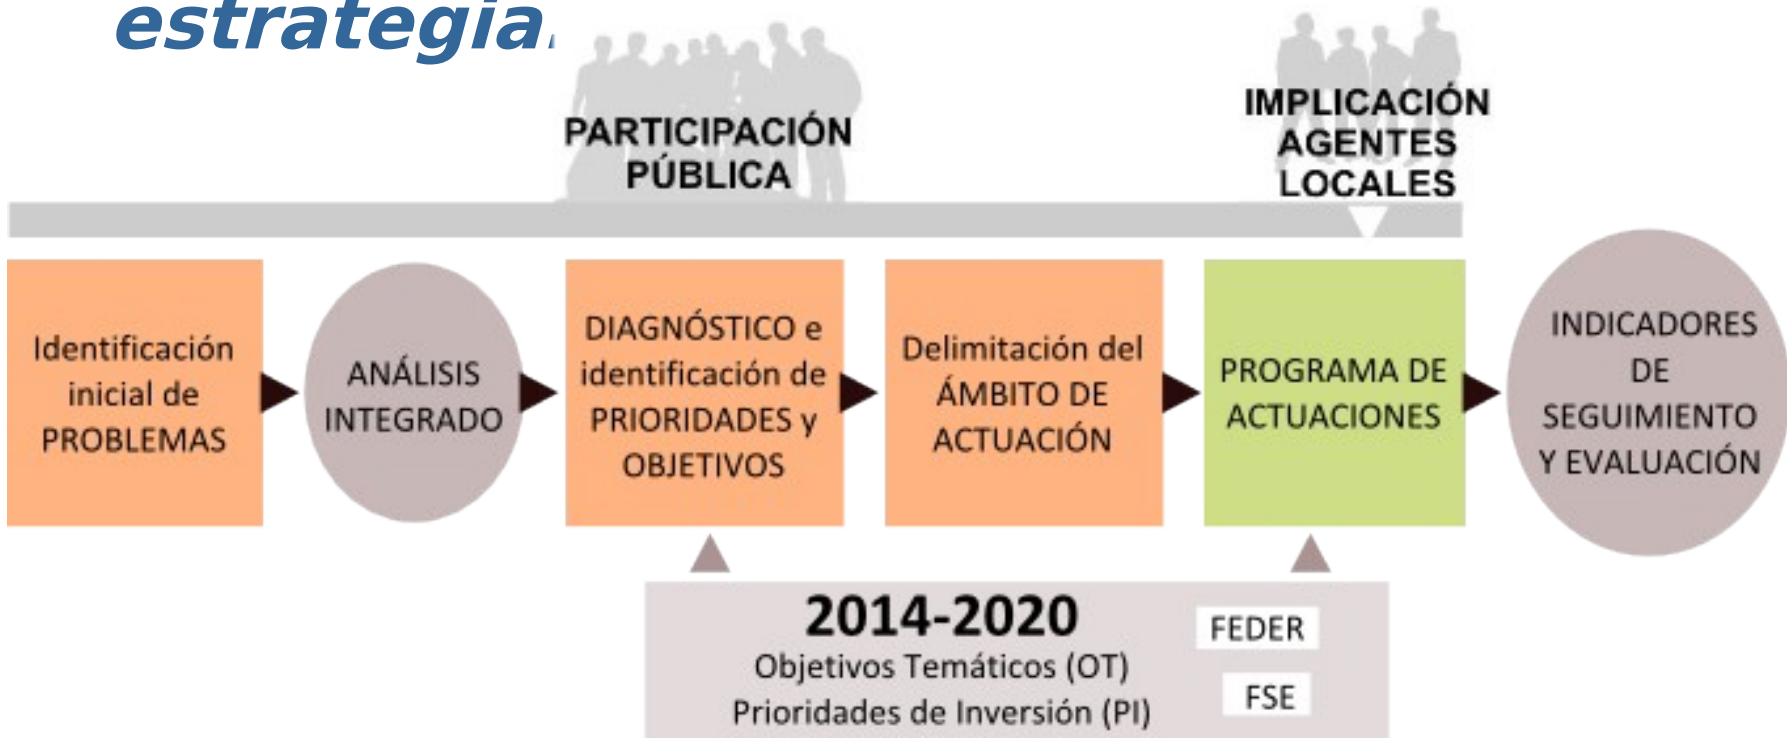 estrategia.
PARTICIPACIÓN
PÚBLICA
IMPLICACIÓN
AGENTES
LOCALES
Identificación
inicial de
PROBLEMAS
ANÁLISIS
INTEGRADO
DIAGNÓSTICO e
identificación de
PRIORIDADES y
OBJETIVOS
Delimitación del
ÁMBITO DE
ACTUACIÓN
PROGRAMA DE
ACTUACIONES
INDICADORES
DE
SEGUIMIENTO
Y EVALUACIÓN
2014-2020
Objetivos Temáticos (OT)
Prioridades de Inversión (PI)
FEDER
FSE